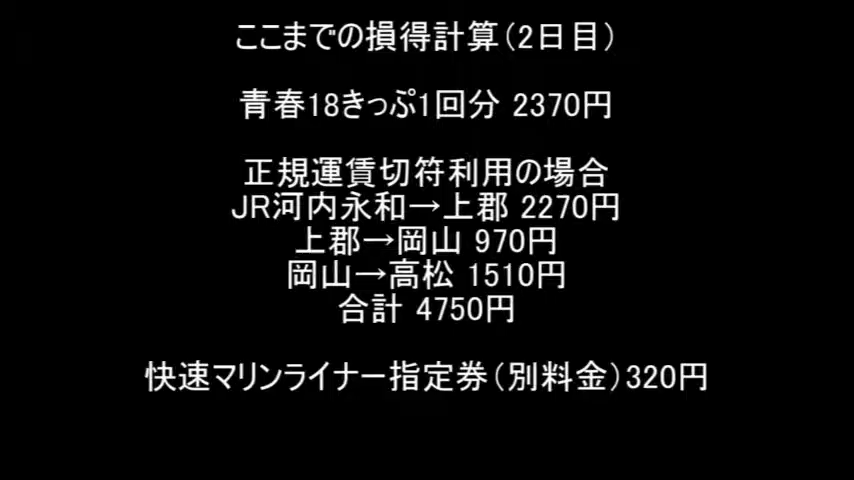 ここまでの損得計算（2日目）
青春18きっぷ1回分 2370円
正規運賃切符利用の場合
JR河内永和→上郡 2270円
上郡→岡山 970円
岡山→高松 1510円
合計 4750円
快速マリンライナー指定券（別料金）320円